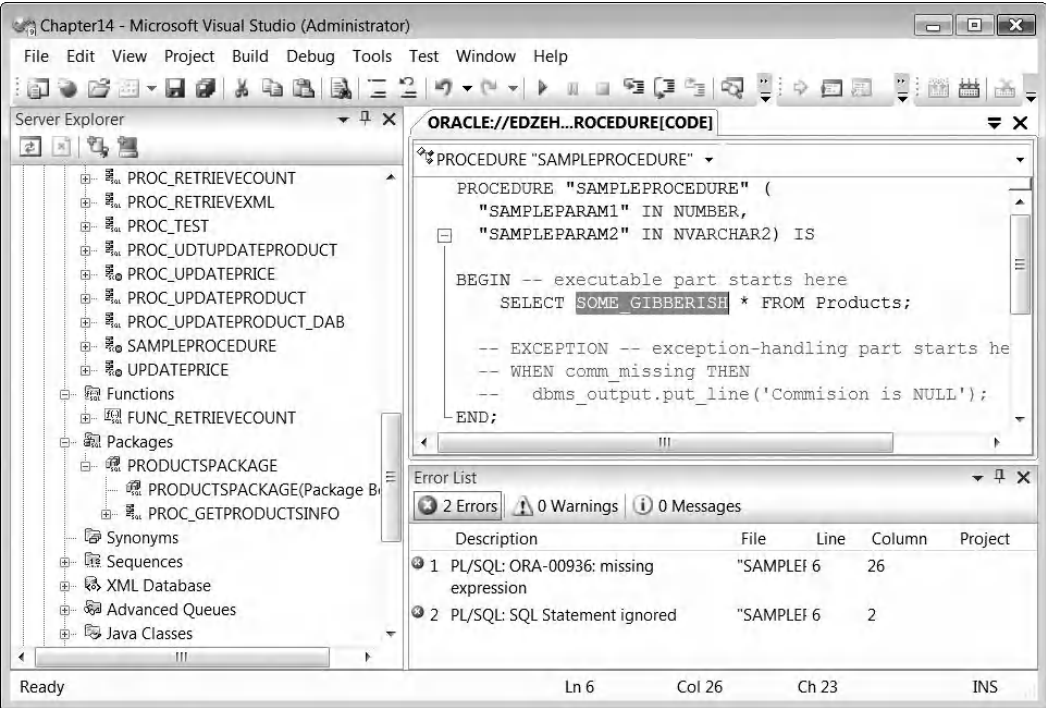 Chapter14 - Microsoft Visual Studio (Administrator)
File Edit View Project Build Debug Tools Test Window Help
Server Explorer
PROC_RETRIEVECOUNT
PROC_RETRIEVEXML
PROC_TEST
PROC_UDTUPDATEPRODUCT
PROC_UPDATEPRICE
PROC_UPDATEPRODUCT
PROC_UPDATEPRODUCT_DAB
SAMPLEPROCEDURE
UPDATEPRICE
Functions
FUNC_RETRIEVECOUNT
Packages
PRODUCTSPACKAGE
PRODUCTSPACKAGE(Package B
PROC_GETPRODUCTSINFO
Synonyms
Sequences
XML Database
Advanced Queues
Java Classes
ORACLE://EDZEH...ROCEDURE[CODE]
PROCEDURE "SAMPLEPROCEDURE"
PROCEDURE "SAMPLEPROCEDURE" (
"SAMPLEPARAM1" IN NUMBER,
"SAMPLEPARAM2" IN NVARCHAR2) IS
BEGIN -- executable part starts here
SELECT SOME_GIBBERISH * FROM Products;
-- EXCEPTION -- exception-handling part starts he
-- WHEN comm_missing THEN
-- dbms_output.put_line('Commision is NULL');
END;
Error List
2 Errors 0 Warnings 0 Messages
Description File Line Column Project
1 PL/SQL: ORA-00936: missing "SAMPLEF 6 26
expression
2 PL/SQL: SQL Statement ignored "SAMPLEF 6 2
Ready Ln 6 Col 26 Ch 23 INS